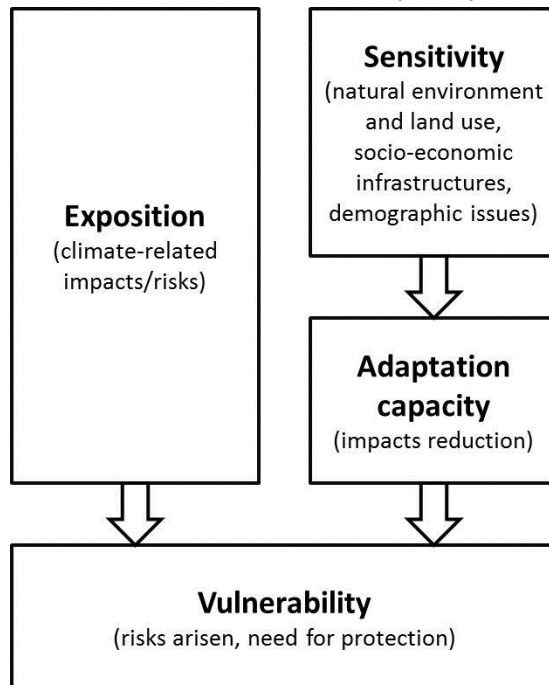 Exposition
(climate-related
impacts/risks)
Sensitivity
(natural environment
and land use,
socio-economic
infrastructures,
demographic issues)
Adaptation
capacity
(impacts reduction)
Vulnerability
(risks arisen, need for protection)